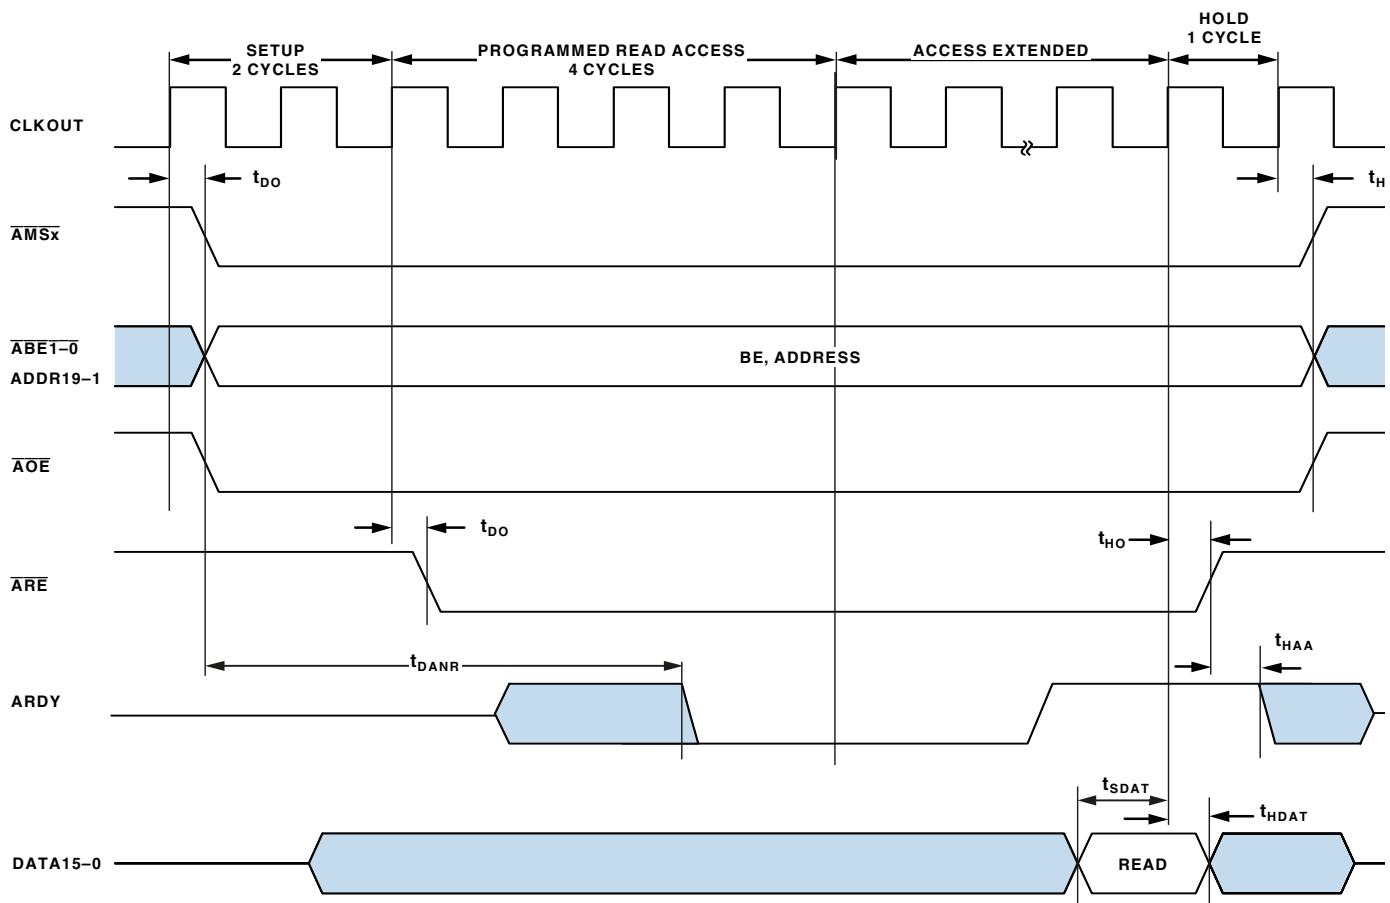 HOLD
1 CYCLE
SETUP
2 CYCLES
PROGRAMMED READ ACCESS
4 CYCLES
ACCESS EXTENDED
CLKOUT
tDO
tH
AMSx
ABE1–0
ADDR19–1
BE, ADDRESS
AOE
tDO
tHO
ARE
tDANR
tHAA
ARDY
tSDAT
tHDAT
DATA15–0
READ